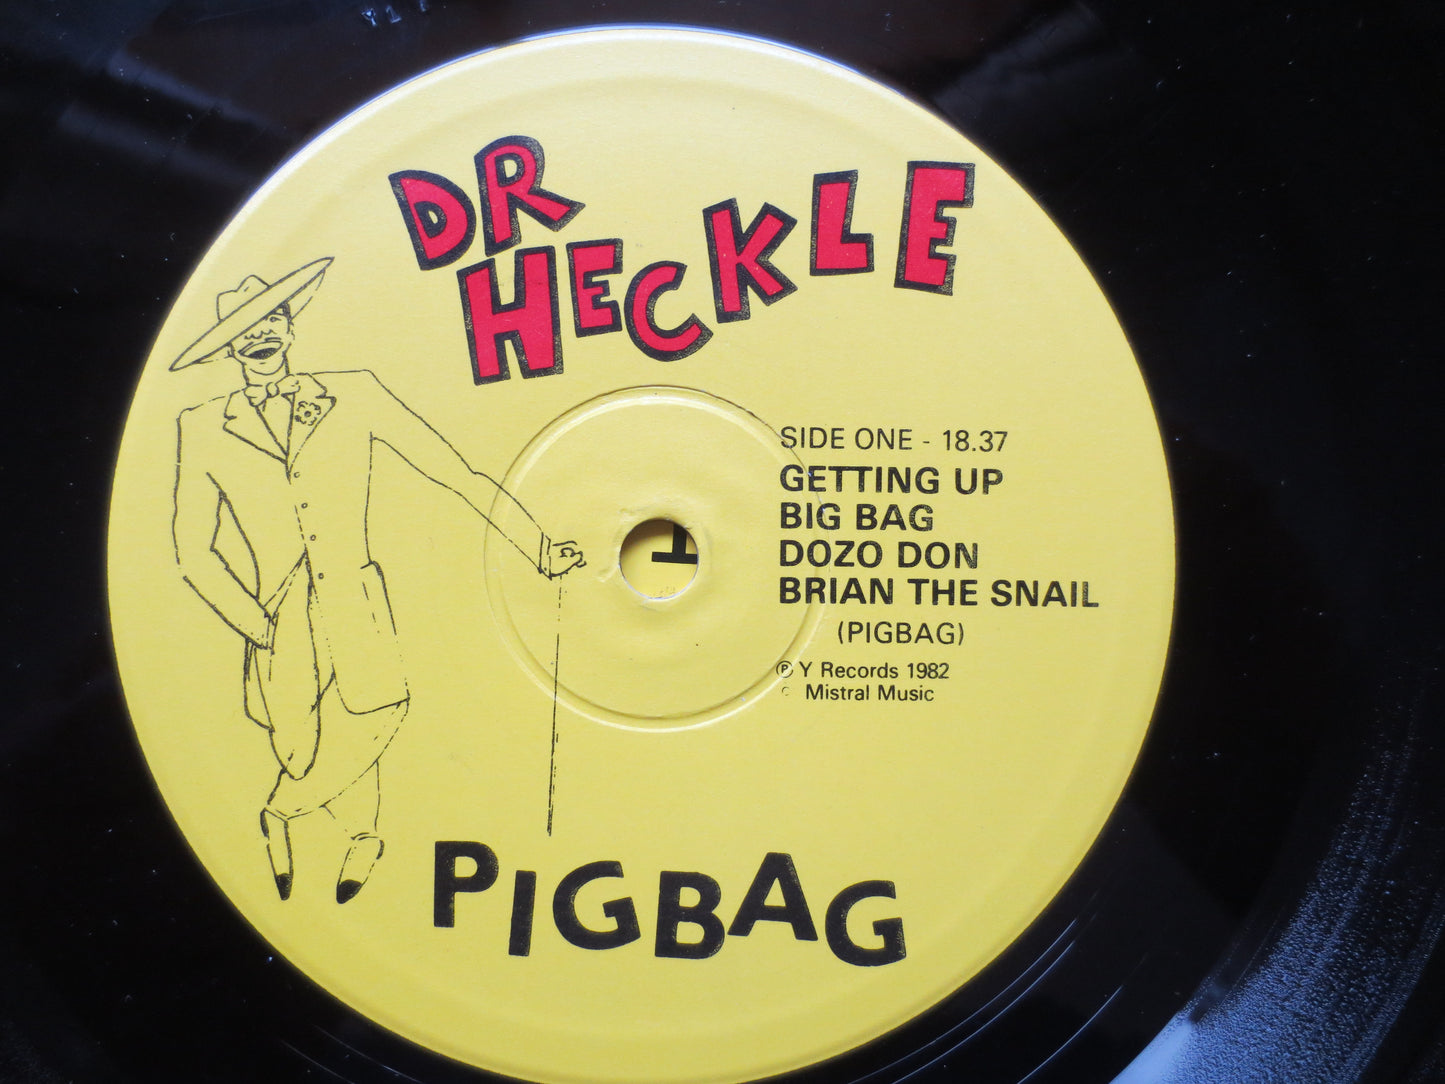 DR
HECKLE
SIDE ONE - 18.37
GETTING UP
BIG BAG
DOZO DON
BRIAN THE SNAIL
(PIGBAG)
℗ Y Records 1982
© Mistral Music
PIGBAG